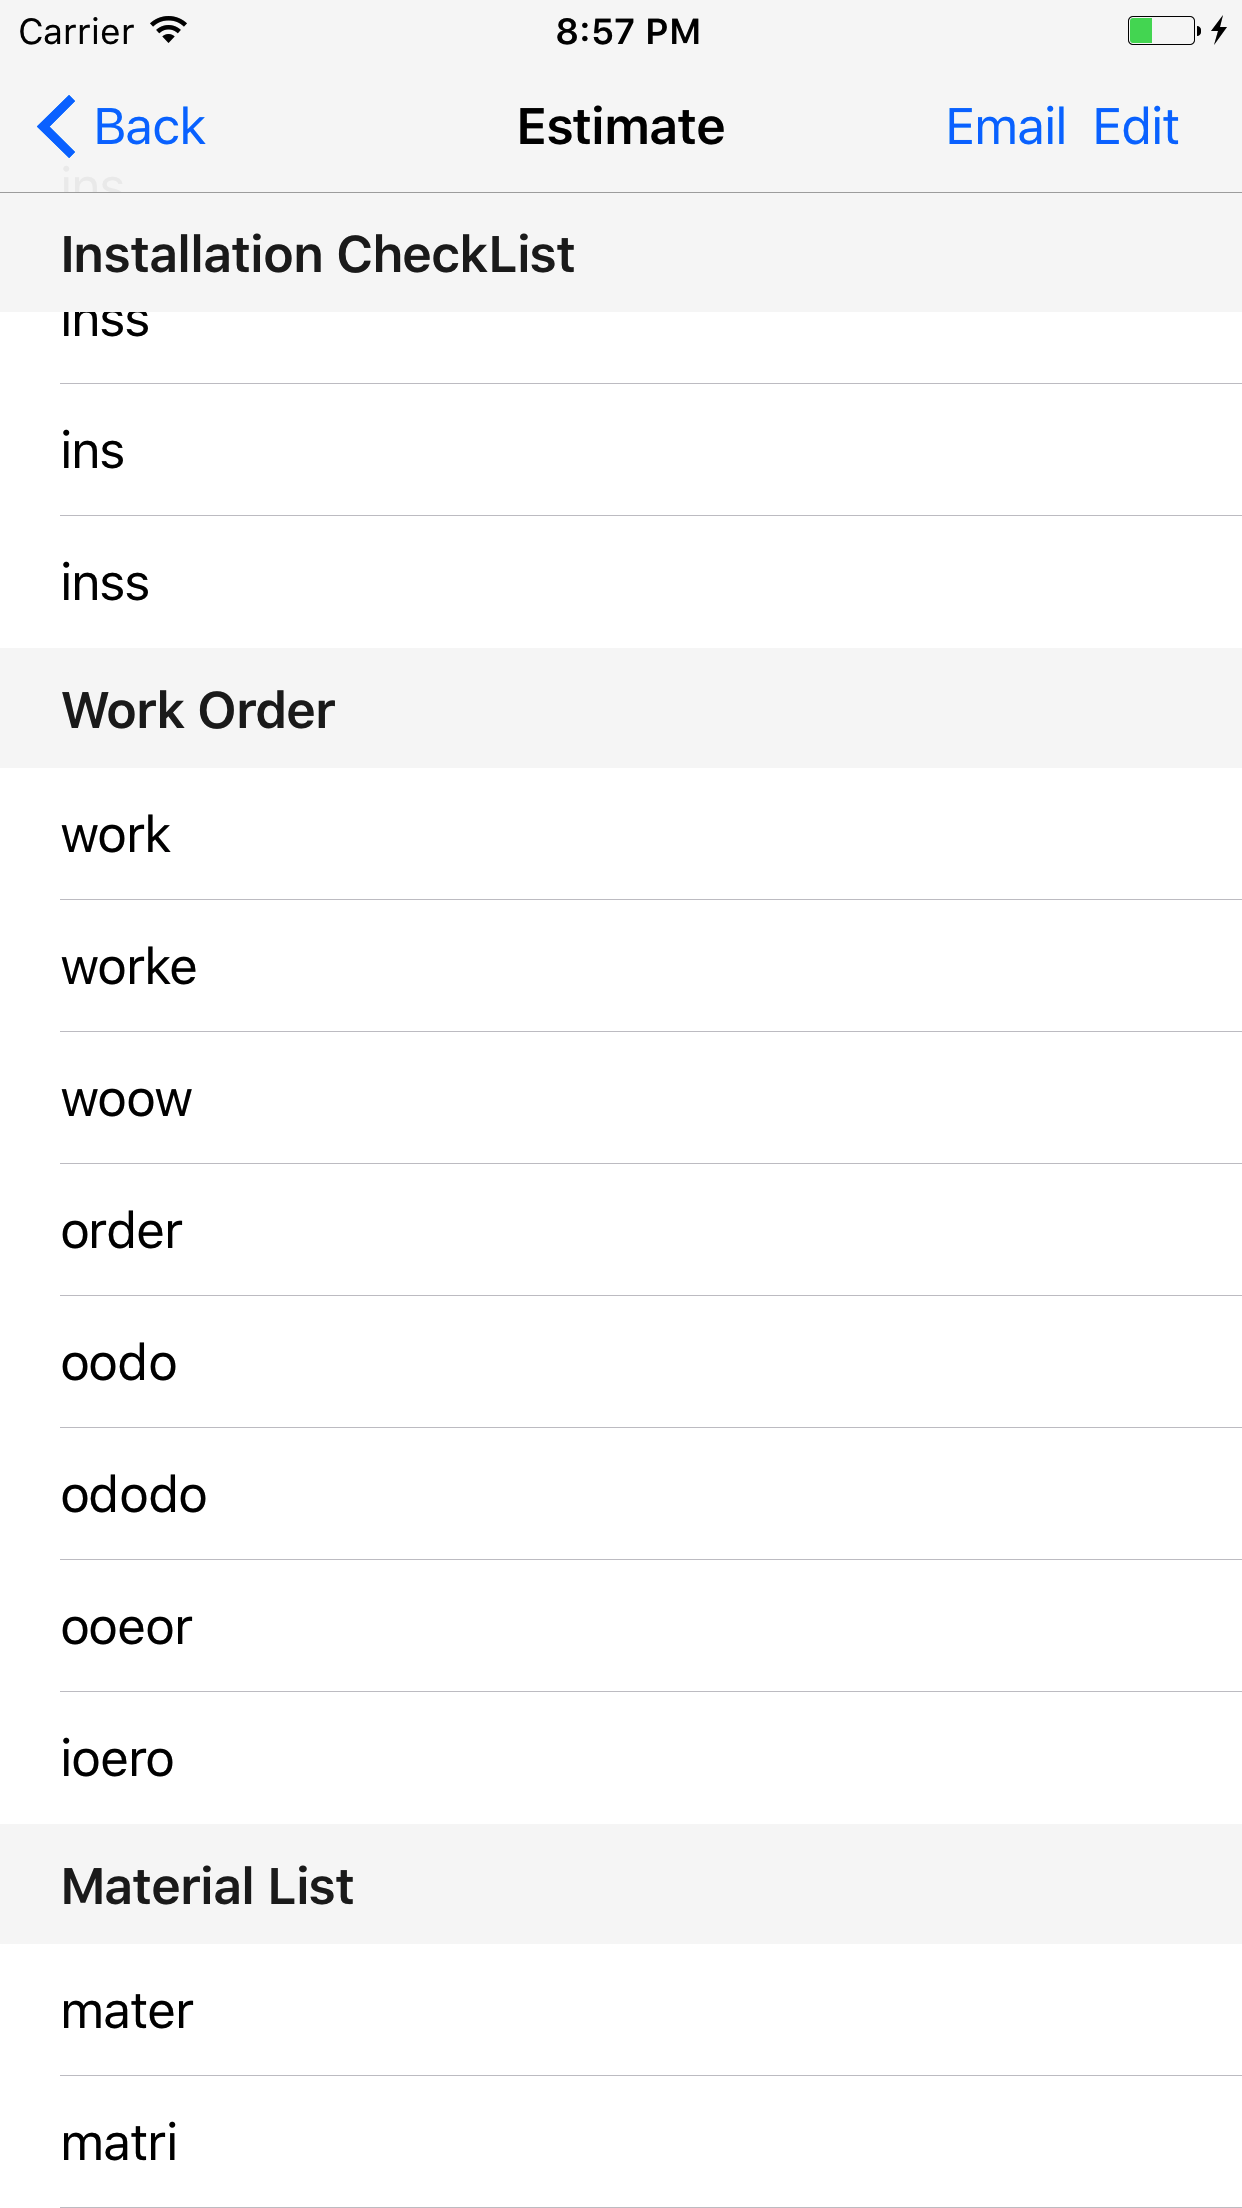 Carrier 8:57 PM
Back Estimate Email Edit
ins
Installation CheckList
inss
ins
inss
Work Order
work
worke
woow
order
oodo
ododo
ooeor
ioero
Material List
mater
matri